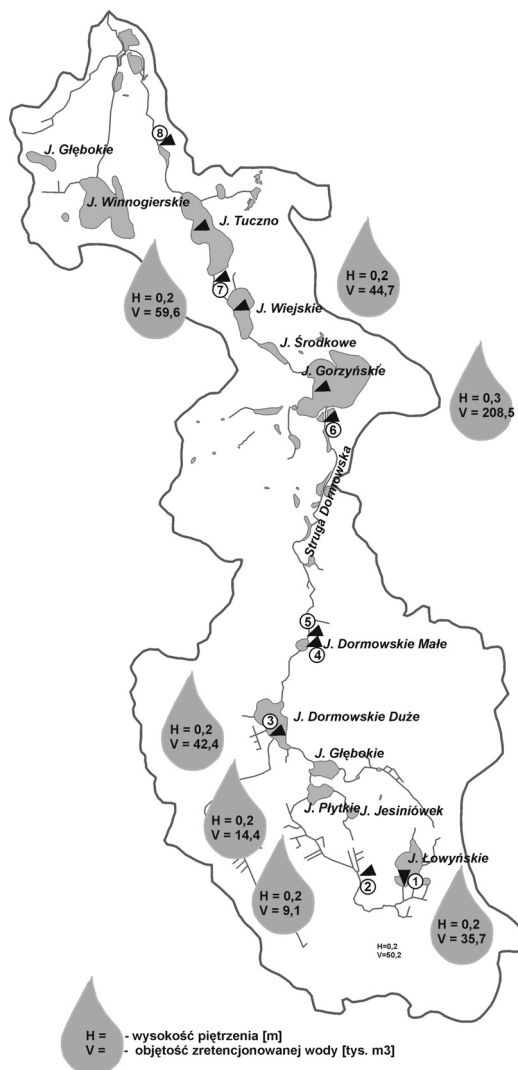 8
J. Głębokie
J. Winnogierskie
J. Tuczno
H = 0,2
V = 44,7
H = 0,2
V = 59,6
7
J. Wiejskie
J. Środkowe
J. Gorzyńskie
H = 0,3
V = 208,5
6
Struga Dormowska
5
J. Dormowskie Małe
4
3
J. Dormowskie Duże
H = 0,2
V = 42,4
J. Głębokie
J. Płytkie
J. Jesiniówek
H = 0,2
V = 14,4
J. Łowyńskie
2
1
H = 0,2
V = 9,1
H = 0,2
V = 35,7
H=0,2
V=50,2
H = - wysokość piętrzenia [m]
V = - objętość zretencjonowanej wody [tys. m3]